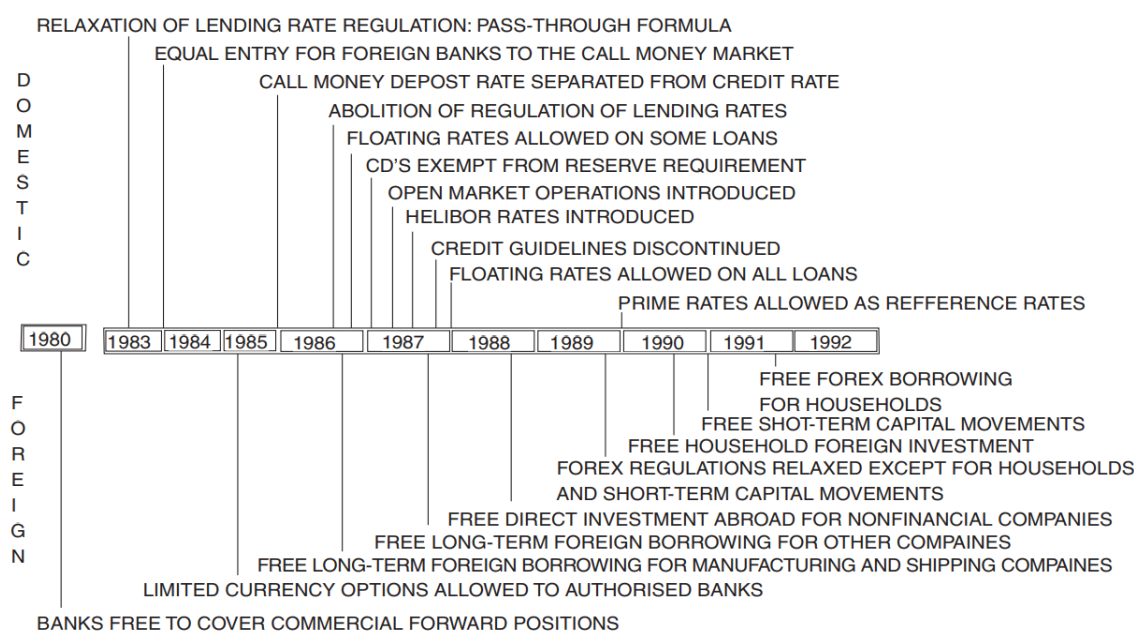 RELAXATION OF LENDING RATE REGULATION: PASS-THROUGH FORMULA
EQUAL ENTRY FOR FOREIGN BANKS TO THE CALL MONEY MARKET
CALL MONEY DEPOST RATE SEPARATED FROM CREDIT RATE
ABOLITION OF REGULATION OF LENDING RATES
FLOATING RATES ALLOWED ON SOME LOANS
CD'S EXEMPT FROM RESERVE REQUIREMENT
OPEN MARKET OPERATIONS INTRODUCED
HELIBOR RATES INTRODUCED
CREDIT GUIDELINES DISCONTINUED
FLOATING RATES ALLOWED ON ALL LOANS
PRIME RATES ALLOWED AS REFFERENCE RATES
DOMESTIC
1980 1983 1984 1985 1986 1987 1988 1989 1990 1991 1992
FOREIGN
FREE FOREX BORROWING
FOR HOUSEHOLDS
FREE SHOT-TERM CAPITAL MOVEMENTS
FREE HOUSEHOLD FOREIGN INVESTMENT
FOREX REGULATIONS RELAXED EXCEPT FOR HOUSEHOLDS
AND SHORT-TERM CAPITAL MOVEMENTS
FREE DIRECT INVESTMENT ABROAD FOR NONFINANCIAL COMPANIES
FREE LONG-TERM FOREIGN BORROWING FOR OTHER COMPAINES
FREE LONG-TERM FOREIGN BORROWING FOR MANUFACTURING AND SHIPPING COMPAINES
LIMITED CURRENCY OPTIONS ALLOWED TO AUTHORISED BANKS
BANKS FREE TO COVER COMMERCIAL FORWARD POSITIONS